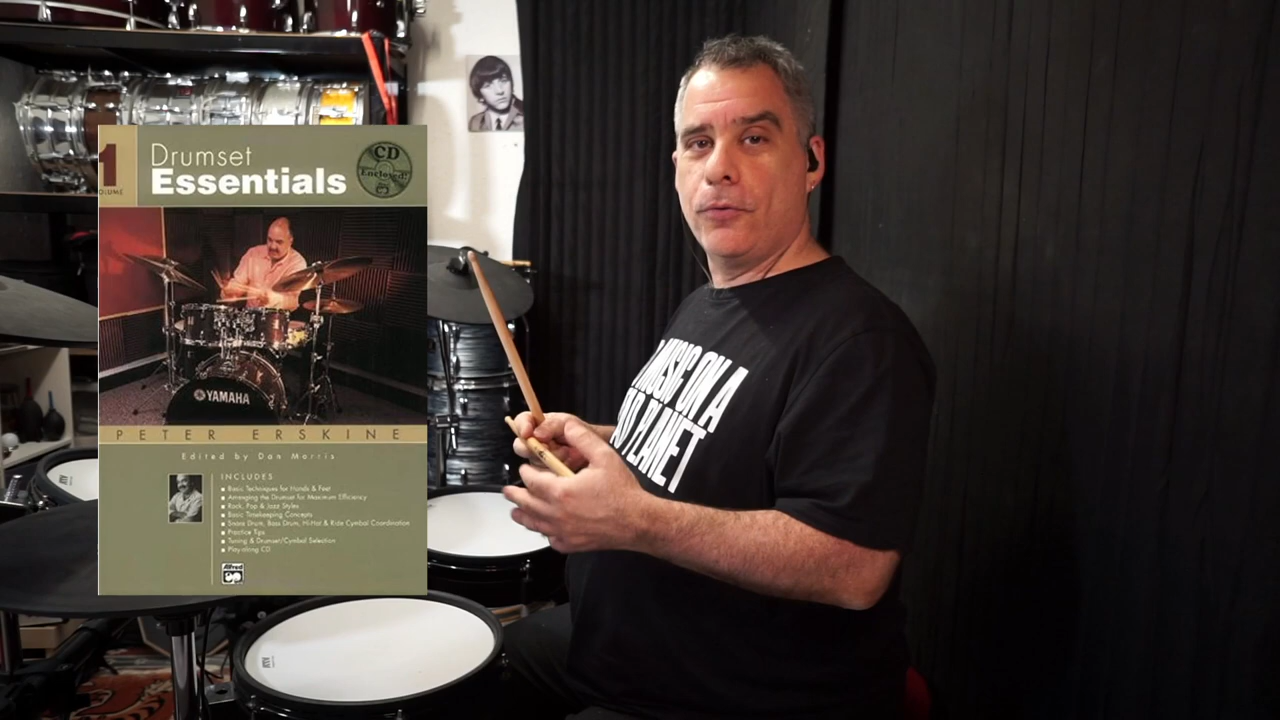 1
OLUME
Drumset
Essentials
CD
Enclosed!
YAMAHA
PETER ERSKINE
Edited by Dan Morris
INCLUDES
Basic Techniques for Hands & Feet
Arranging the Drumset for Maximum Efficiency
Rock, Pop & Jazz Styles
Basic Timekeeping Concepts
Snare Drum, Bass Drum, Hi-Hat & Ride Cymbal Coordination
Practice Tips
Tuning & Drumset/Cymbal Selection
Play-along CD
Alfred
MUSIC ON A
PLANET